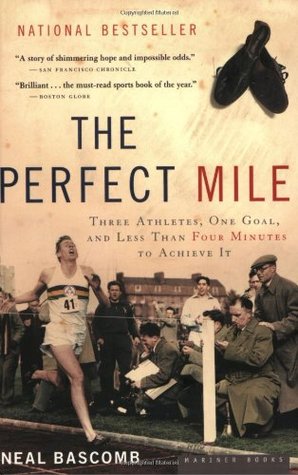 NATIONAL BESTSELLER
“A story of shimmering hope and impossible odds.”
—SAN FRANCISCO CHRONICLE
“Brilliant . . . the must-read sports book of the year.”
—BOSTON GLOBE
THE
PERFECT MILE
THREE ATHLETES, ONE GOAL,
AND LESS THAN FOUR MINUTES
TO ACHIEVE IT
41
NEAL BASCOMB
MARINER BOOKS